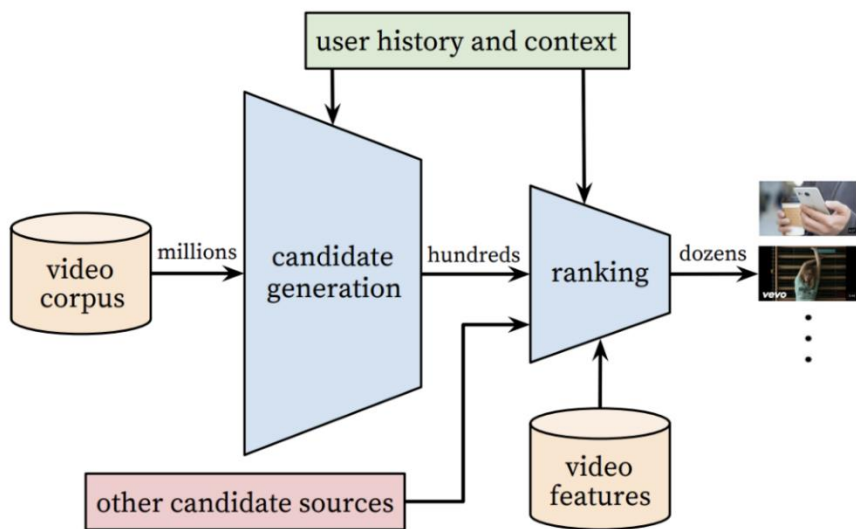 user history and context
millions
video
corpus
candidate
generation
hundreds
ranking
dozens
vevo
other candidate sources
video
features